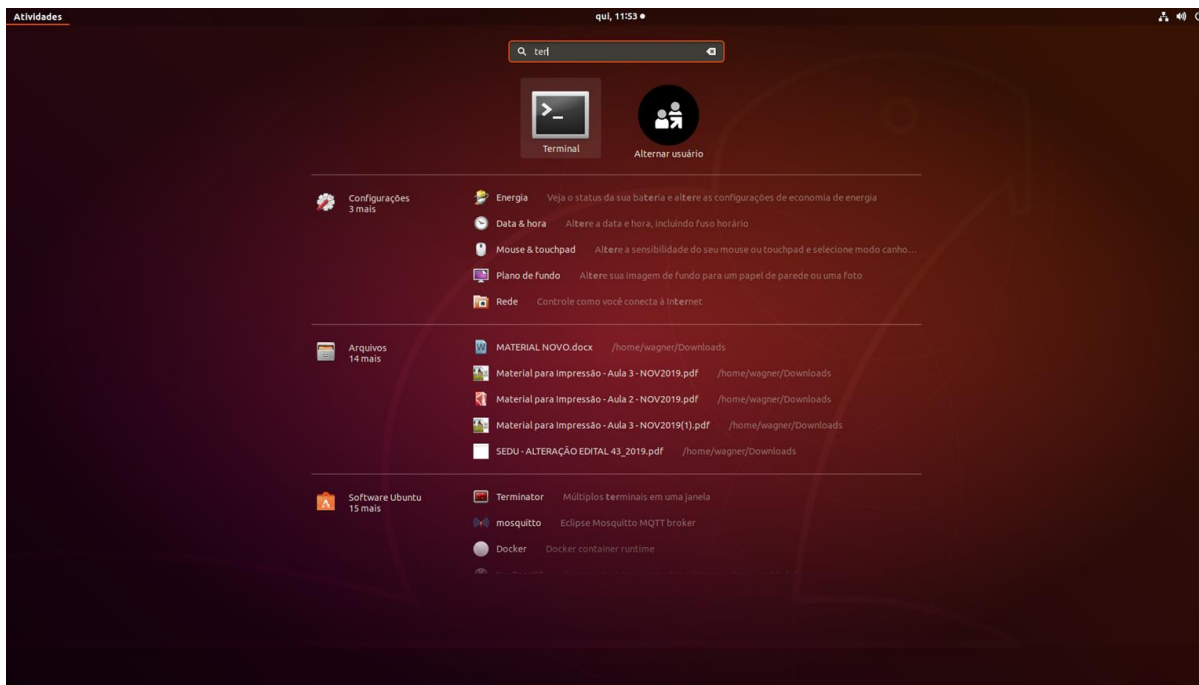 Atividades
qui, 11:53
ter
Terminal
Alternar usuário
Configurações
3 mais
Energia Veja o status da sua bateria e altere as configurações de economia de energia
Data & hora Altere a data e hora, incluindo fuso horário
Mouse & touchpad Altere a sensibilidade do seu mouse ou touchpad e selecione modo canho…
Plano de fundo Altere sua imagem de fundo para um papel de parede ou uma foto
Rede Controle como você conecta à Internet
Arquivos
14 mais
MATERIAL NOVO.docx /home/wagner/Downloads
Material para Impressão - Aula 3 - NOV2019.pdf /home/wagner/Downloads
Material para Impressão - Aula 2 - NOV2019.pdf /home/wagner/Downloads
Material para Impressão - Aula 3 - NOV2019(1).pdf /home/wagner/Downloads
SEDU - ALTERAÇÃO EDITAL 43_2019.pdf /home/wagner/Downloads
Software Ubuntu
15 mais
Terminator Múltiplos terminais em uma janela
mosquitto Eclipse Mosquitto MQTT broker
Docker Docker container runtime